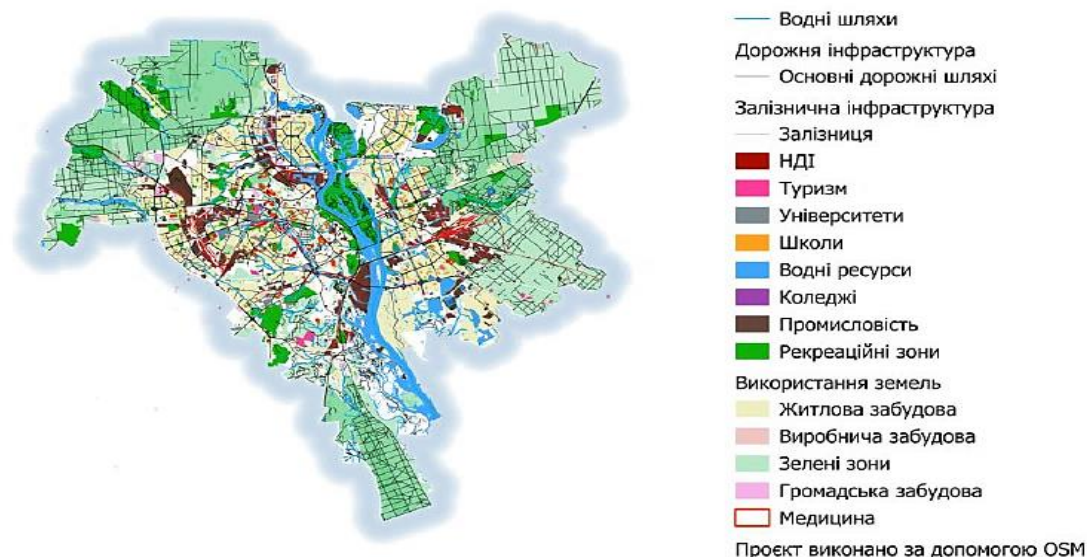 Водні шляхи
Дорожня інфраструктура
Основні дорожні шляхі
Залізнична інфраструктура
Залізниця
НДІ
Туризм
Університети
Школи
Водні ресурси
Коледжі
Промисловість
Рекреаційні зони
Використання земель
Житлова забудова
Виробнича забудова
Зелені зони
Громадська забудова
Медицина
Проєкт виконано за допомогою OSM